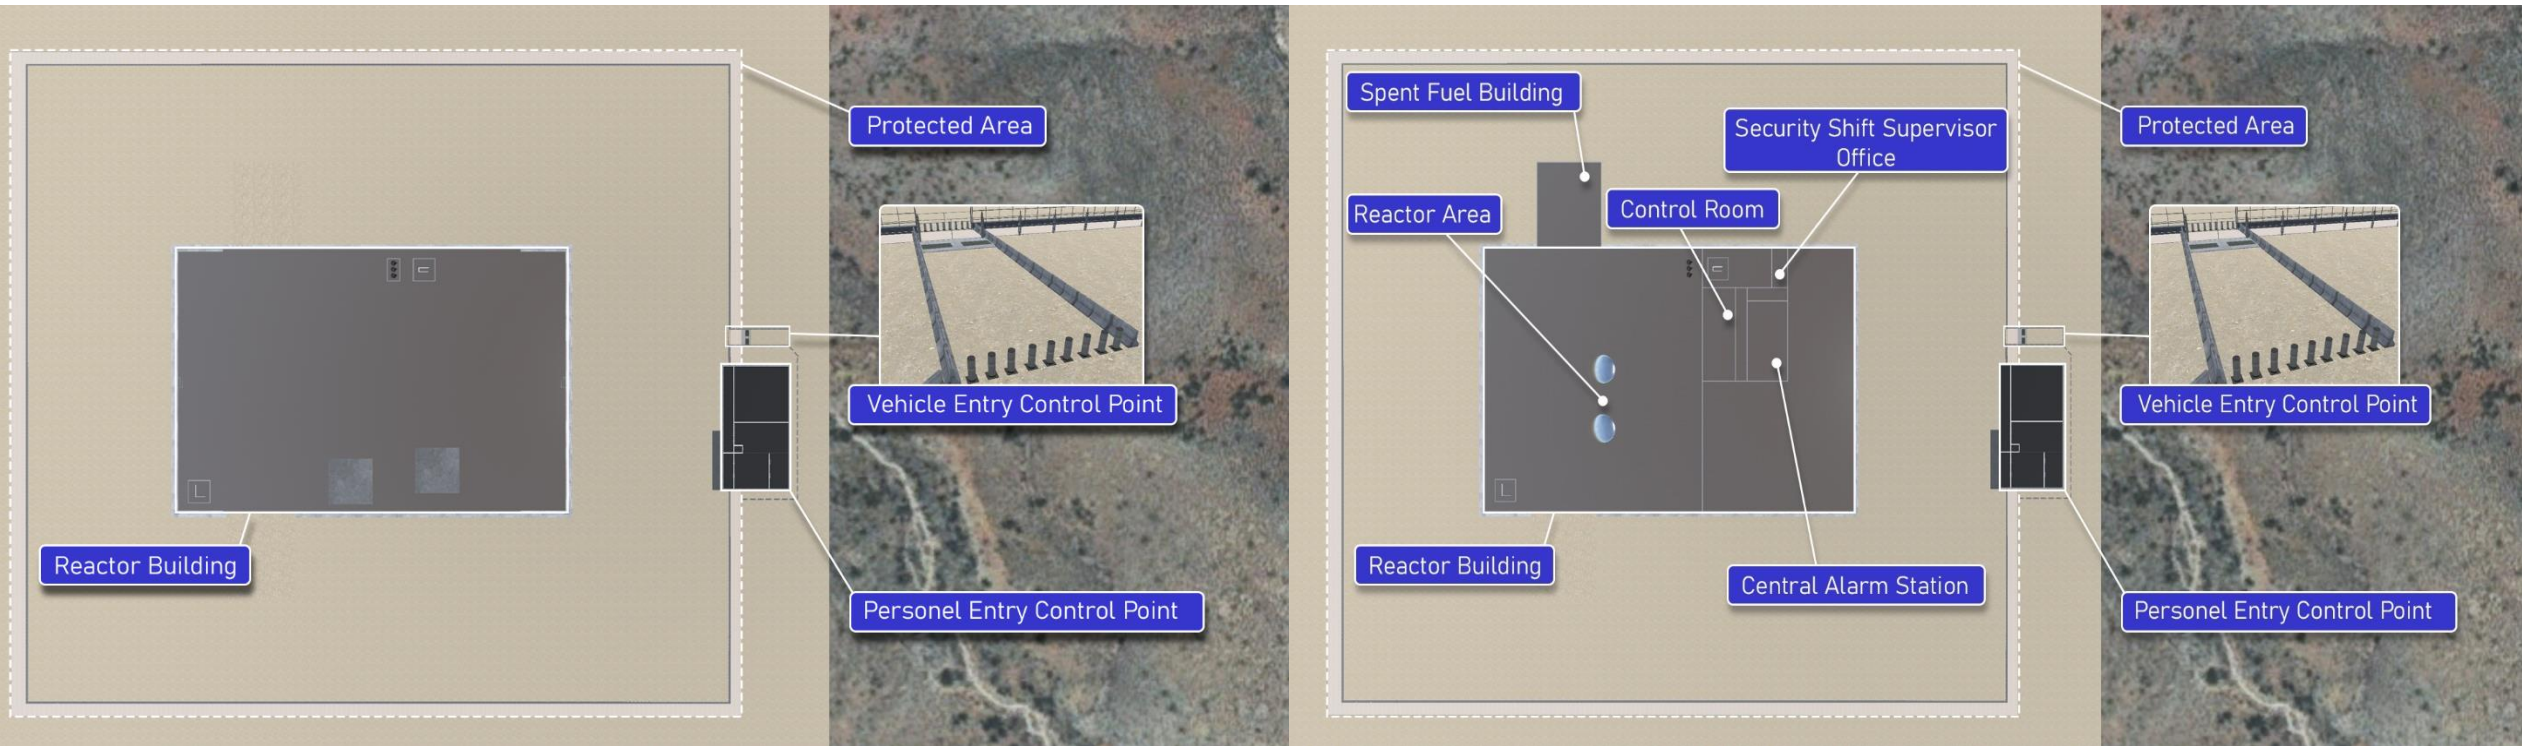 Protected Area
Vehicle Entry Control Point
Reactor Building
Personel Entry Control Point
Spent Fuel Building
Security Shift Supervisor
Office
Protected Area
Reactor Area
Control Room
Vehicle Entry Control Point
Reactor Building
Central Alarm Station
Personel Entry Control Point